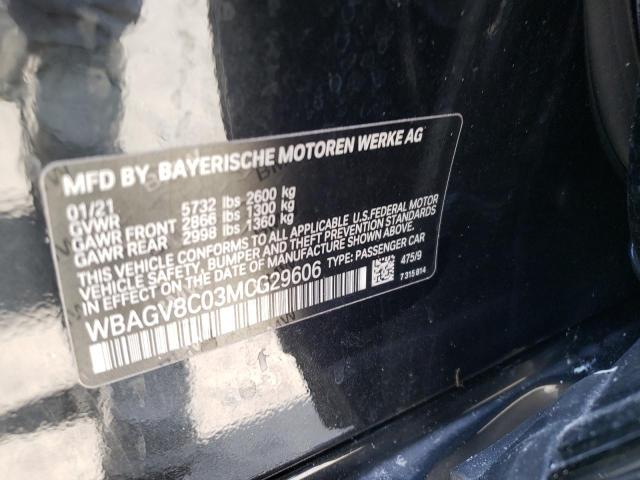 MFD BY BAYERISCHE MOTOREN WERKE AG
01/21
GVWR 5732 lbs 2600 kg
GAWR FRONT 2866 lbs 1300 kg
GAWR REAR 2998 lbs 1360 kg
THIS VEHICLE CONFORMS TO ALL APPLICABLE U.S. FEDERAL MOTOR
VEHICLE SAFETY, BUMPER AND THEFT PREVENTION STANDARDS
IN EFFECT ON THE DATE OF MANUFACTURE SHOWN ABOVE.
WBAGV8C03MCG29606 TYPE: PASSENGER CAR
475/9
7 315 814